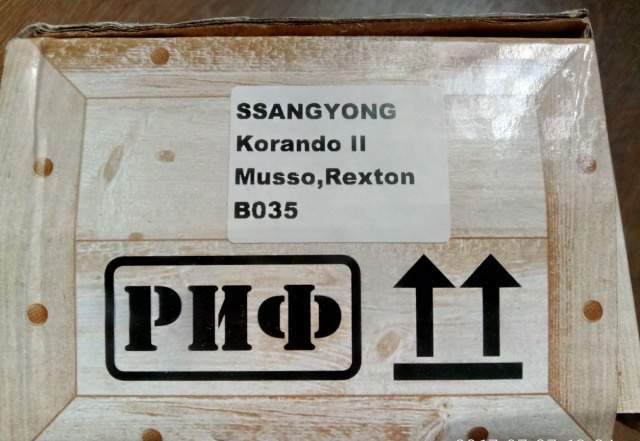 SSANGYONG
Korando II
Musso,Rexton
B035
РИФ